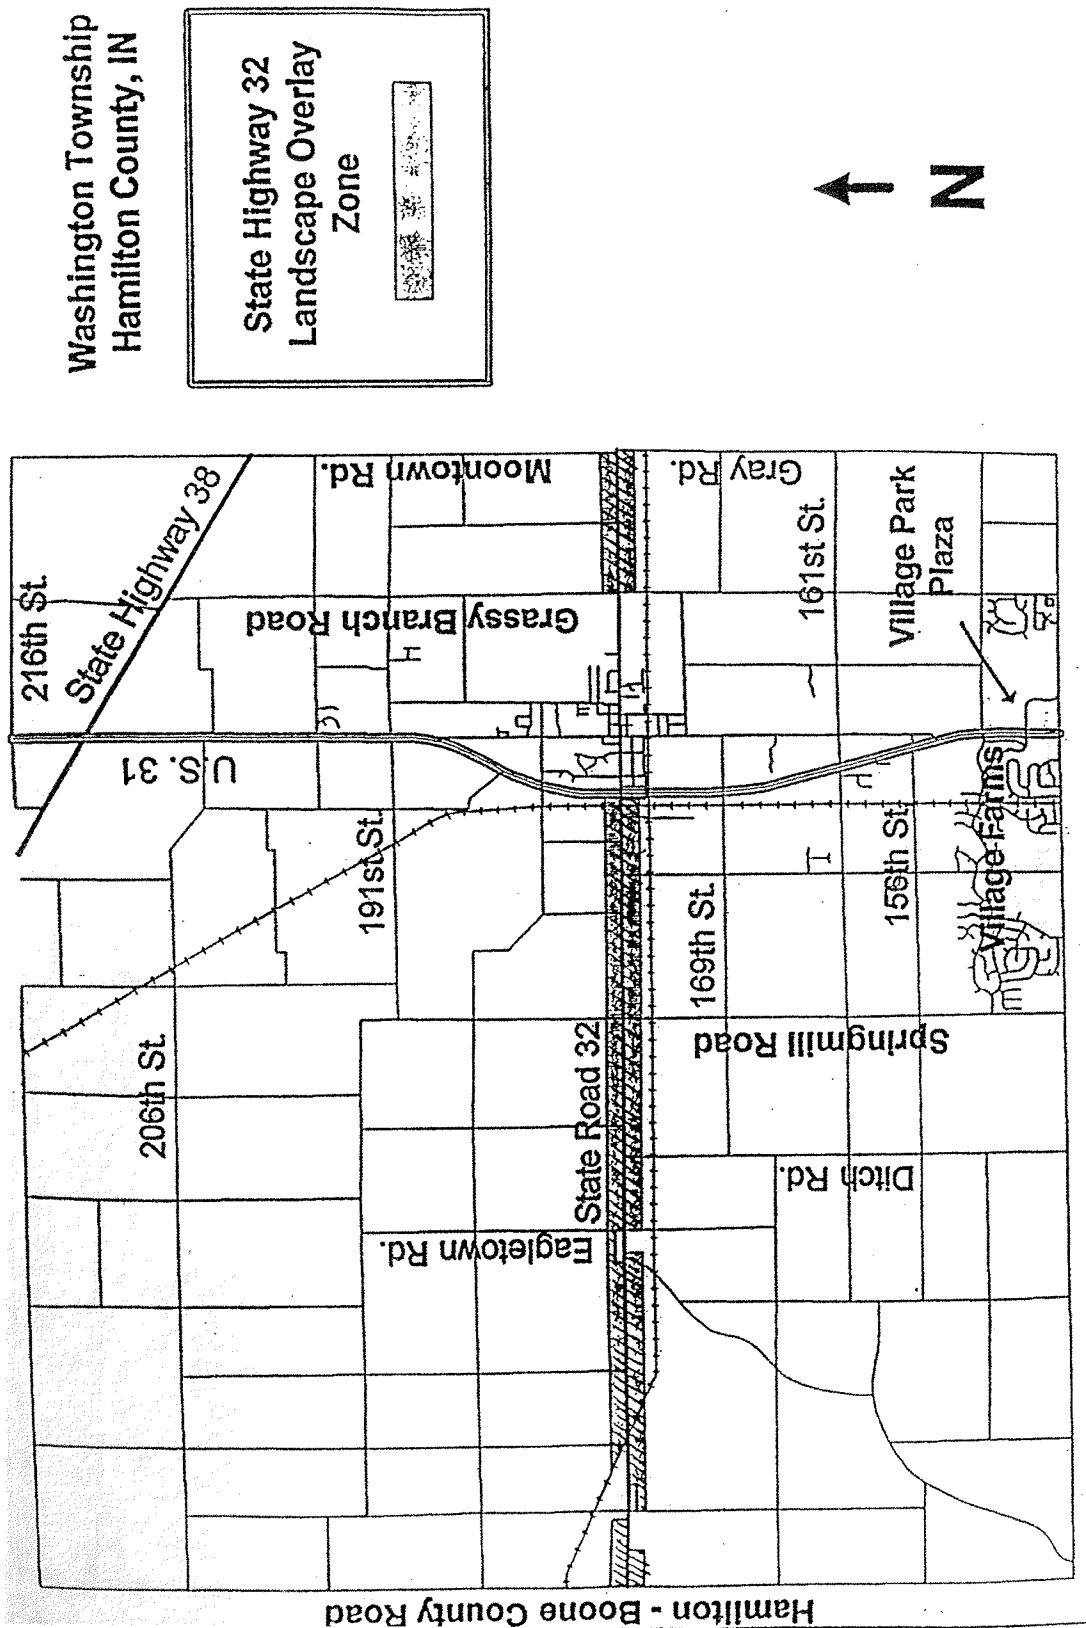 Washington Township
Hamilton County, IN
State Highway 32
Landscape Overlay
Zone
N
216th St.
State Highway 38
U.S. 31
Moontown Rd.
Grassy Branch Road
191st St.
206th St.
Gray Rd.
161st St.
Village Park
Plaza
156th St.
Village Farms
169th St.
State Road 32
Springmill Road
Ditch Rd.
Eagletown Rd.
Hamilton - Boone County Road